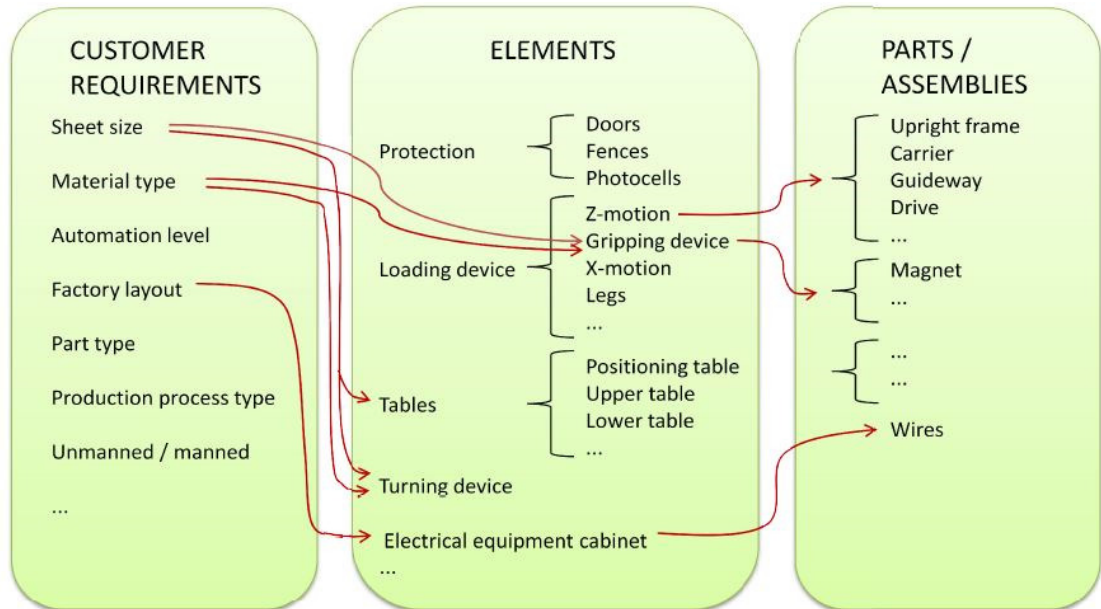 CUSTOMER
REQUIREMENTS
Sheet size
Material type
Automation level
Factory layout
Part type
Production process type
Unmanned / manned
...
ELEMENTS
Protection
Doors
Fences
Photocells
Loading device
Z-motion
Gripping device
X-motion
Legs
...
Tables
Positioning table
Upper table
Lower table
...
Turning device
Electrical equipment cabinet
...
PARTS /
ASSEMBLIES
Upright frame
Carrier
Guideway
Drive
...
Magnet
...
...
...
Wires